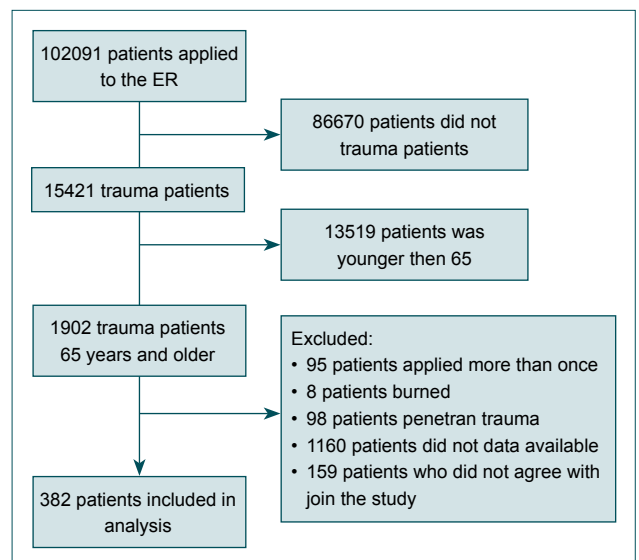 102091 patients applied
to the ER
86670 patients did not
trauma patients
15421 trauma patients
13519 patients was
younger then 65
1902 trauma patients
65 years and older
Excluded:
• 95 patients applied more than once
• 8 patients burned
• 98 patients penetran trauma
• 1160 patients did not data available
• 159 patients who did not agree with
join the study
382 patients included in
analysis